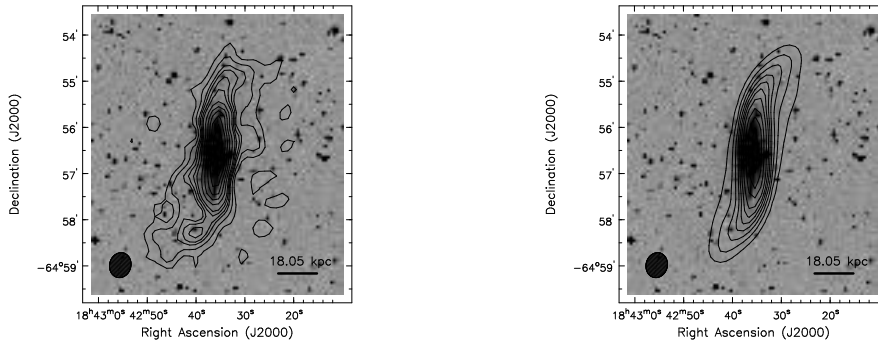 54'
55'
56'
57'
58'
−64°59'
Declination (J2000)
18.05 kpc
18ʰ43ᵐ0ˢ 42ᵐ50ˢ 40ˢ 30ˢ 20ˢ
Right Ascension (J2000)
54'
55'
56'
57'
58'
−64°59'
Declination (J2000)
18.05 kpc
18ʰ43ᵐ0ˢ 42ᵐ50ˢ 40ˢ 30ˢ 20ˢ
Right Ascension (J2000)